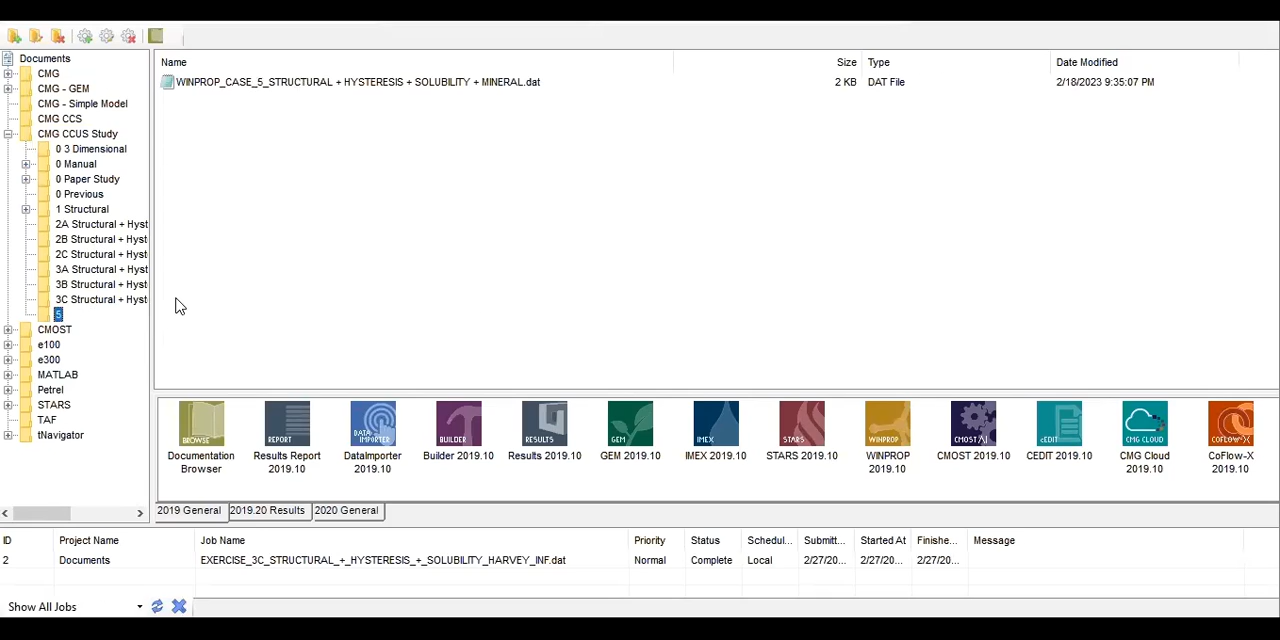 Documents
CMG
CMG - GEM
CMG - Simple Model
CMG CCS
CMG CCUS Study
0 3 Dimensional
0 Manual
0 Paper Study
0 Previous
1 Structural
2A Structural + Hyst
2B Structural + Hyst
2C Structural + Hyst
3A Structural + Hyst
3B Structural + Hyst
3C Structural + Hyst
5
CMOST
e100
e300
MATLAB
Petrel
STARS
TAF
tNavigator
Name Size Type Date Modified
WINPROP_CASE_5_STRUCTURAL + HYSTERESIS + SOLUBILITY + MINERAL.dat 2 KB DAT File 2/18/2023 9:35:07 PM
BROWSE REPORT DATA IMPORTER BUILDER RESULTS GEM IMEX STARS WINPROP CMOST AI cEDIT CMG CLOUD COFLOW-X
Documentation Browser
Results Report 2019.10
DataImporter 2019.10
Builder 2019.10
Results 2019.10
GEM 2019.10
IMEX 2019.10
STARS 2019.10
WINPROP 2019.10
CMOST 2019.10
CEDIT 2019.10
CMG Cloud 2019.10
CoFlow-X 2019.10
2019 General 2019.20 Results 2020 General
ID Project Name Job Name Priority Status Schedul... Submitt... Started At Finishe... Message
2 Documents EXERCISE_3C_STRUCTURAL_+_HYSTERESIS_+_SOLUBILITY_HARVEY_INF.dat Normal Complete Local 2/27/20... 2/27/20... 2/27/20...
Show All Jobs